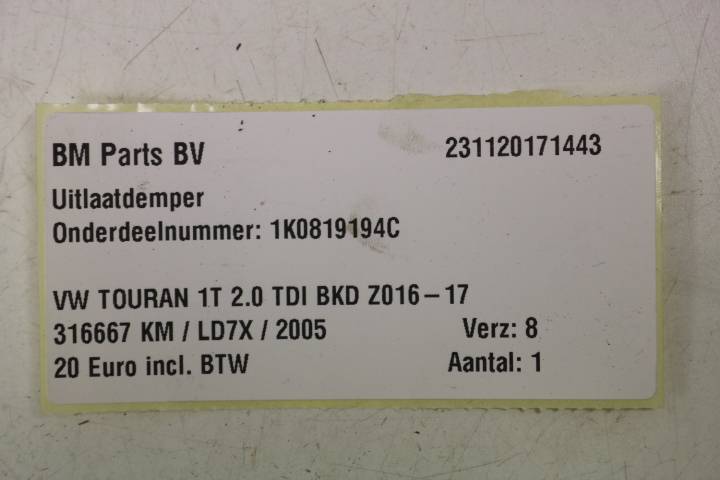 BM Parts BV 231120171443
Uitlaatdemper
Onderdeelnummer: 1K0819194C
VW TOURAN 1T 2.0 TDI BKD Z016-17
316667 KM / LD7X / 2005 Verz: 8
20 Euro incl. BTW Aantal: 1